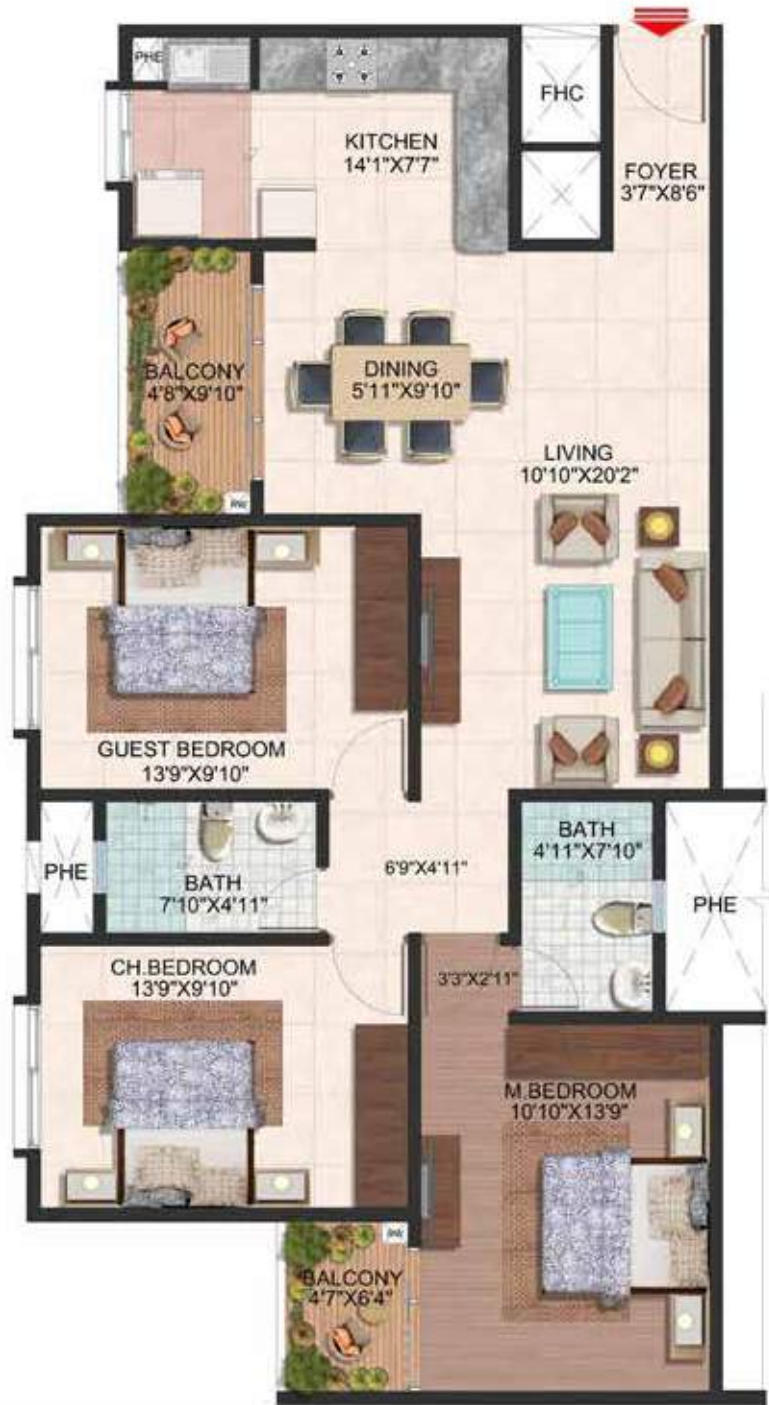 PHE
FHC
KITCHEN
14'1"X7'7"
FOYER
3'7"X8'6"
BALCONY
4'8"X9'10"
DINING
5'11"X9'10"
LIVING
10'10"X20'2"
GUEST BEDROOM
13'9"X9'10"
PHE
BATH
7'10"X4'11"
6'9"X4'11"
BATH
4'11"X7'10"
PHE
CH.BEDROOM
13'9"X9'10"
3'3"X2'11"
M.BEDROOM
10'10"X13'9"
BALCONY
4'7"X6'4"